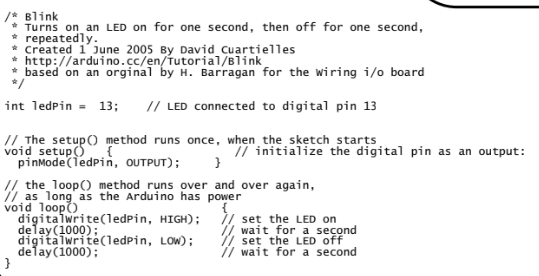 /* Blink
 * Turns on an LED on for one second, then off for one second,
 * repeatedly.
 * Created 1 June 2005 By David Cuartielles
 * http://arduino.cc/en/Tutorial/Blink
 * based on an orginal by H. Barragan for the Wiring i/o board
 */
int ledPin =  13;    // LED connected to digital pin 13
// The setup() method runs once, when the sketch starts
void setup()   {                // initialize the digital pin as an output:
  pinMode(ledPin, OUTPUT);     }
// the loop() method runs over and over again,
// as long as the Arduino has power
void loop()                     {
  digitalWrite(ledPin, HIGH);   // set the LED on
  delay(1000);                  // wait for a second
  digitalWrite(ledPin, LOW);    // set the LED off
  delay(1000);                  // wait for a second
}